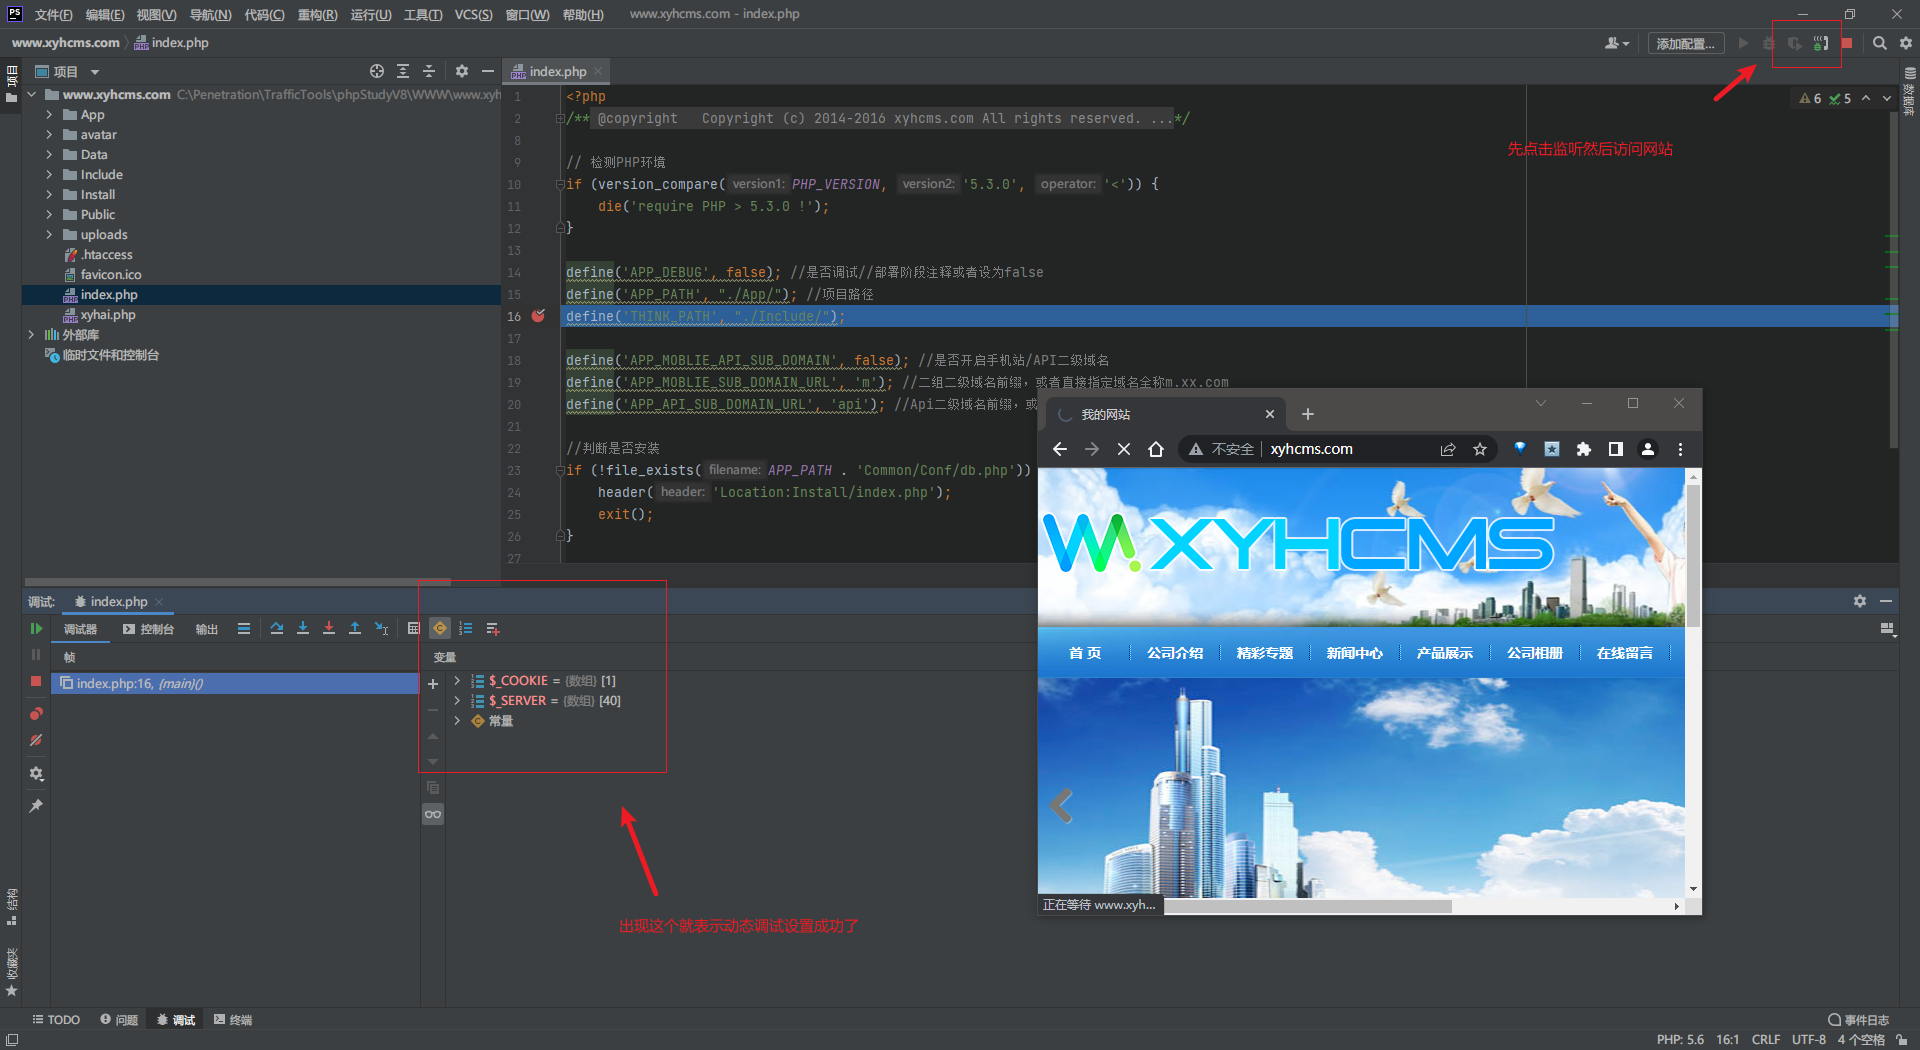 PS 文件(F) 编辑(E) 视图(V) 导航(N) 代码(C) 重构(R) 运行(U) 工具(T) VCS(S) 窗口(W) 帮助(H) www.xyhcms.com - index.php
www.xyhcms.com index.php
添加配置...
项目
项目
index.php
数据库
www.xyhcms.com C:\Penetration\TrafficTools\phpStudyV8\WWW\www.xyh
App
avatar
Data
Include
Install
Public
uploads
.htaccess
favicon.ico
index.php
xyhai.php
外部库
临时文件和控制台
6 5
1 <?php
2 /** @copyright Copyright (c) 2014-2016 xyhcms.com All rights reserved. ...*/
8
9 // 检测PHP环境
10 if (version_compare( version1: PHP_VERSION, version2: '5.3.0', operator: '<')) {
11 die('require PHP > 5.3.0 !');
12 }
13
14 define('APP_DEBUG', false); //是否调试//部署阶段注释或者设为false
15 define('APP_PATH', "./App/"); //项目路径
16 define('THINK_PATH', "./Include/");
17
18 define('APP_MOBLIE_API_SUB_DOMAIN', false); //是否开启手机站/API二级域名
19 define('APP_MOBLIE_SUB_DOMAIN_URL', 'm'); //二组二级域名前缀，或者直接指定域名全称m.xx.com
20 define('APP_API_SUB_DOMAIN_URL', 'api'); //Api二级域名前缀，或
21
22 //判断是否安装
23 if (!file_exists( filename: APP_PATH . 'Common/Conf/db.php'))
24 header( header: 'Location:Install/index.php');
25 exit();
26 }
27
先点击监听然后访问网站
我的网站
不安全 xyhcms.com
XYHCMS
首 页 公司介绍 精彩专题 新闻中心 产品展示 公司相册 在线留言
正在等待 www.xyh...
调试: index.php
调试器 控制台 输出
帧
变量
index.php:16, {main}()
$_COOKIE = {数组} [1]
$_SERVER = {数组} [40]
常量
出现这个就表示动态调试设置成功了
结构
收藏夹
TODO 问题 调试 终端
事件日志
PHP: 5.6 16:1 CRLF UTF-8 4 个空格